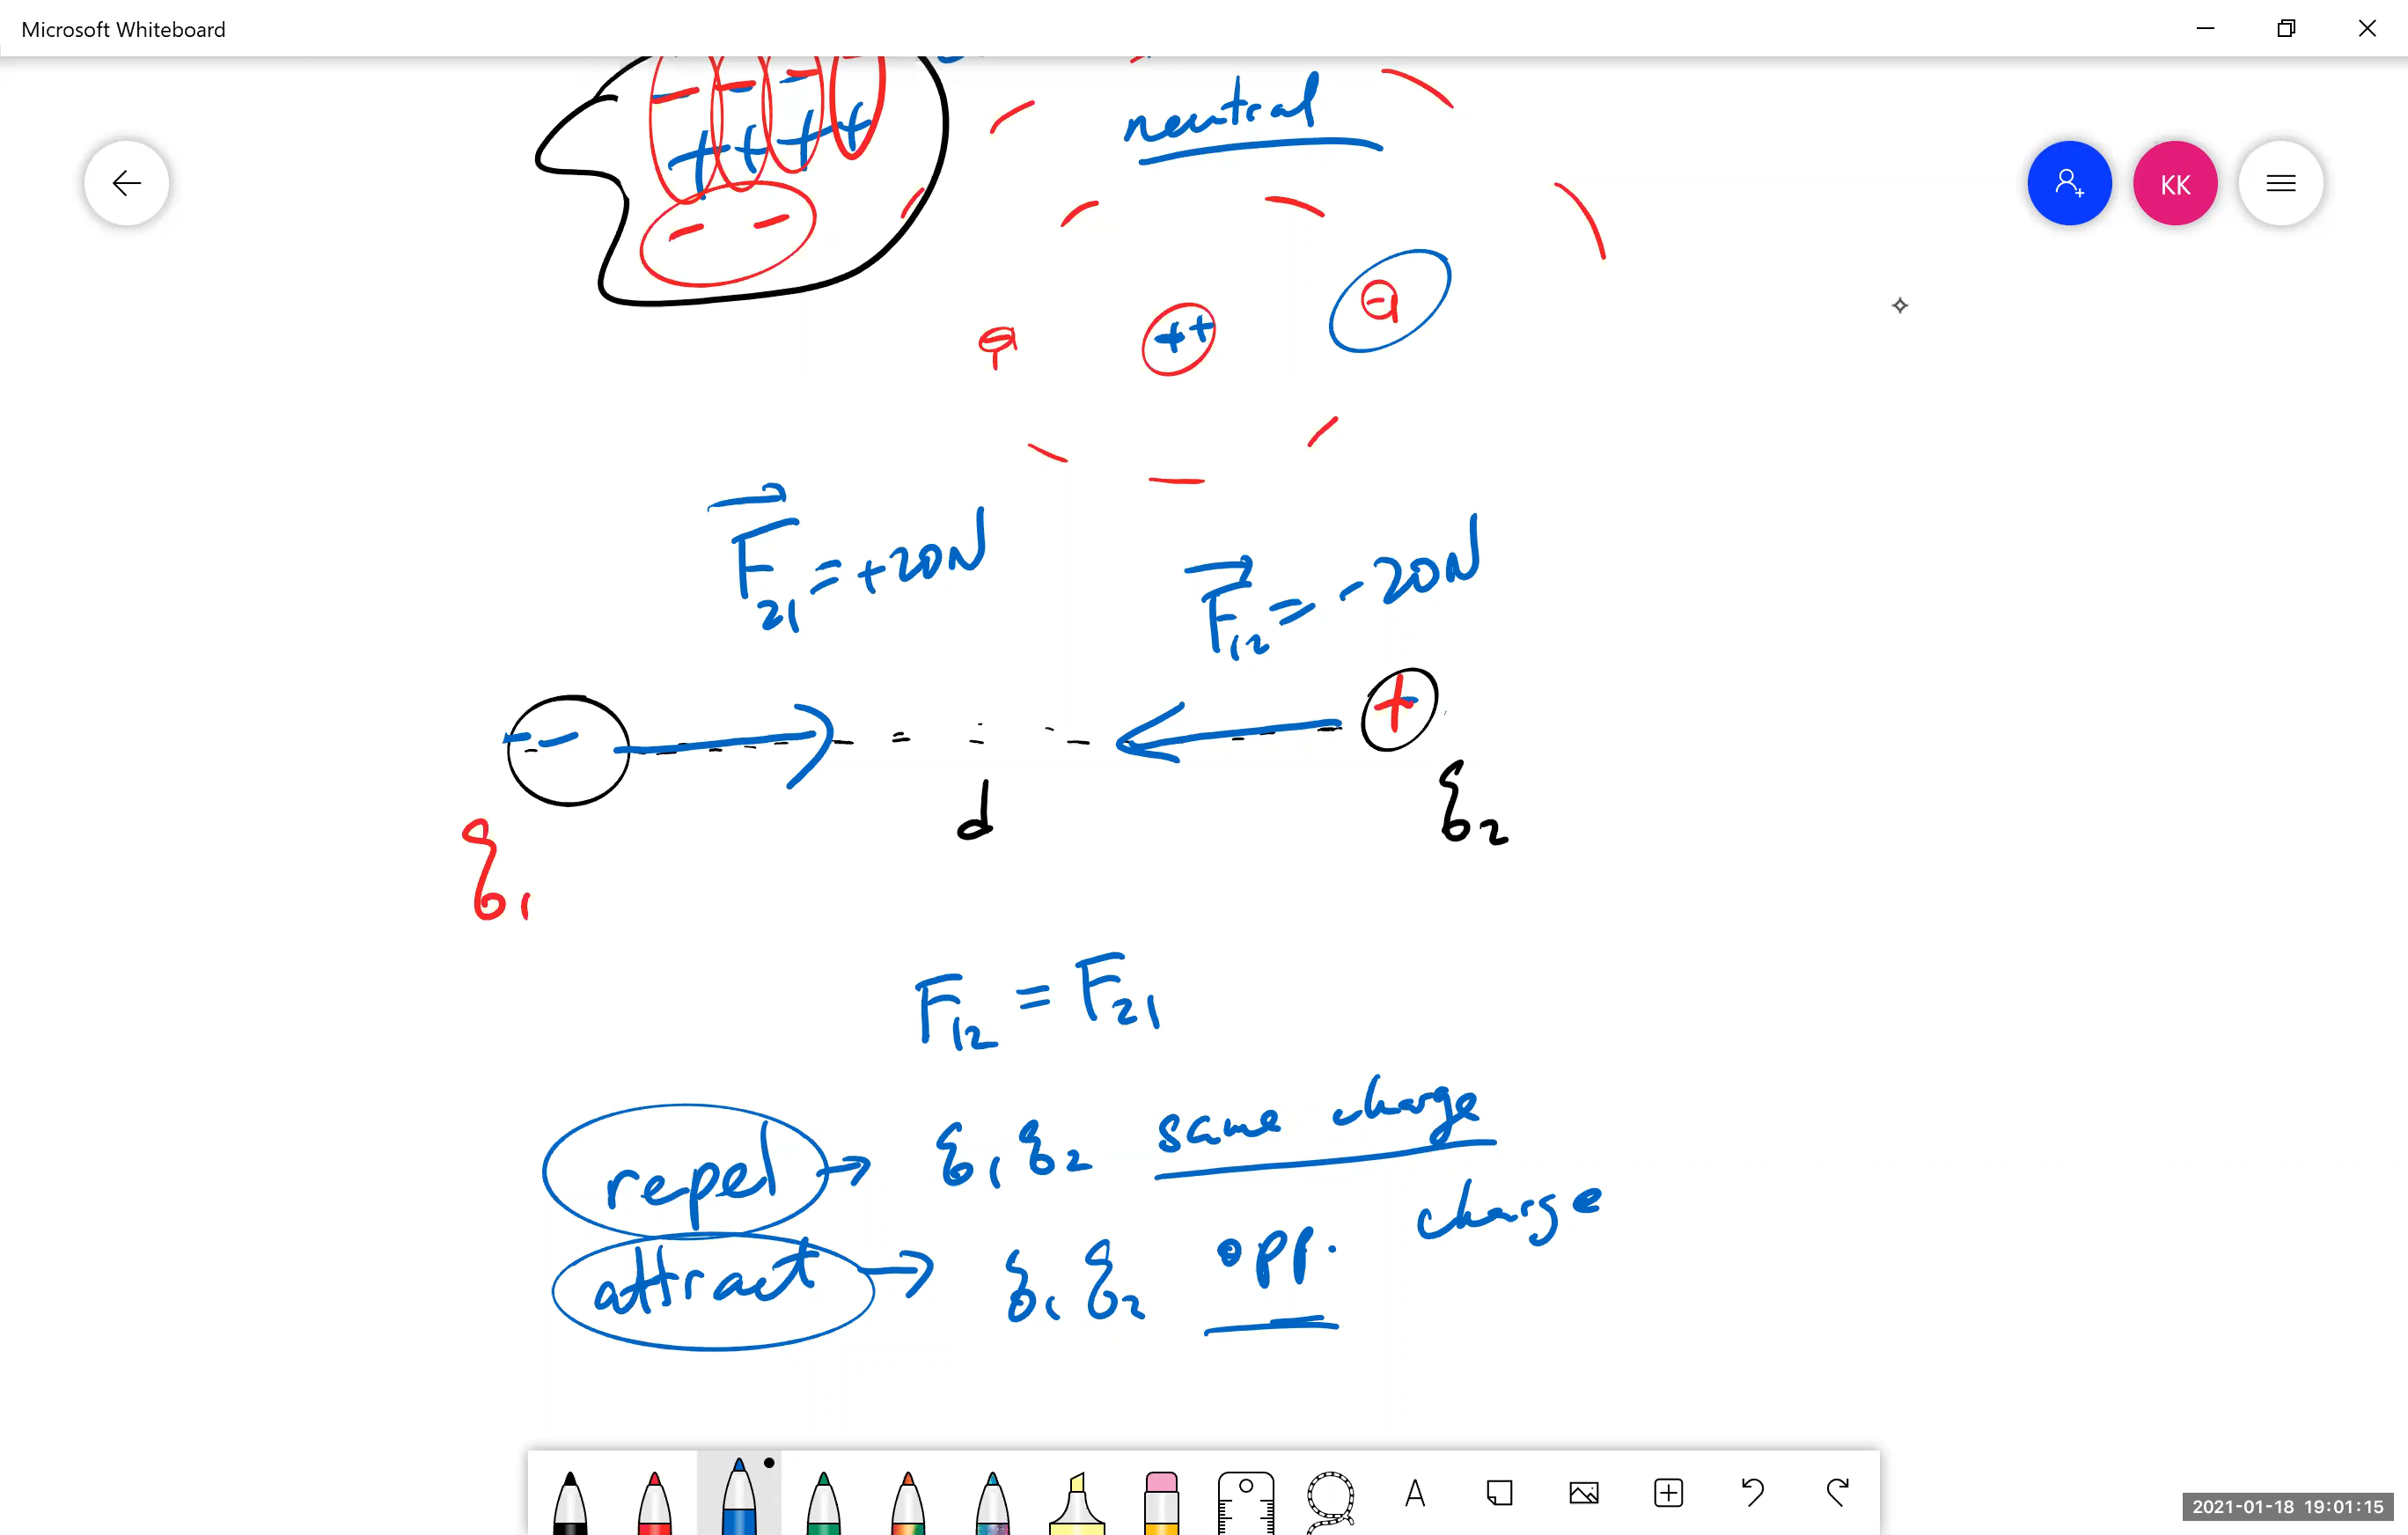 Microsoft Whiteboard
KK
neutral
- - - -
+ + + +
- -
++
F₂₁ = +20N
F₁₂ = -20N
- -
+
d
q₂
q₁
F₁₂ = F₂₁
repel → q₁ q₂ same charge
attract → q₁ q₂ opp. charge
A
2021-01-18 19:01:15